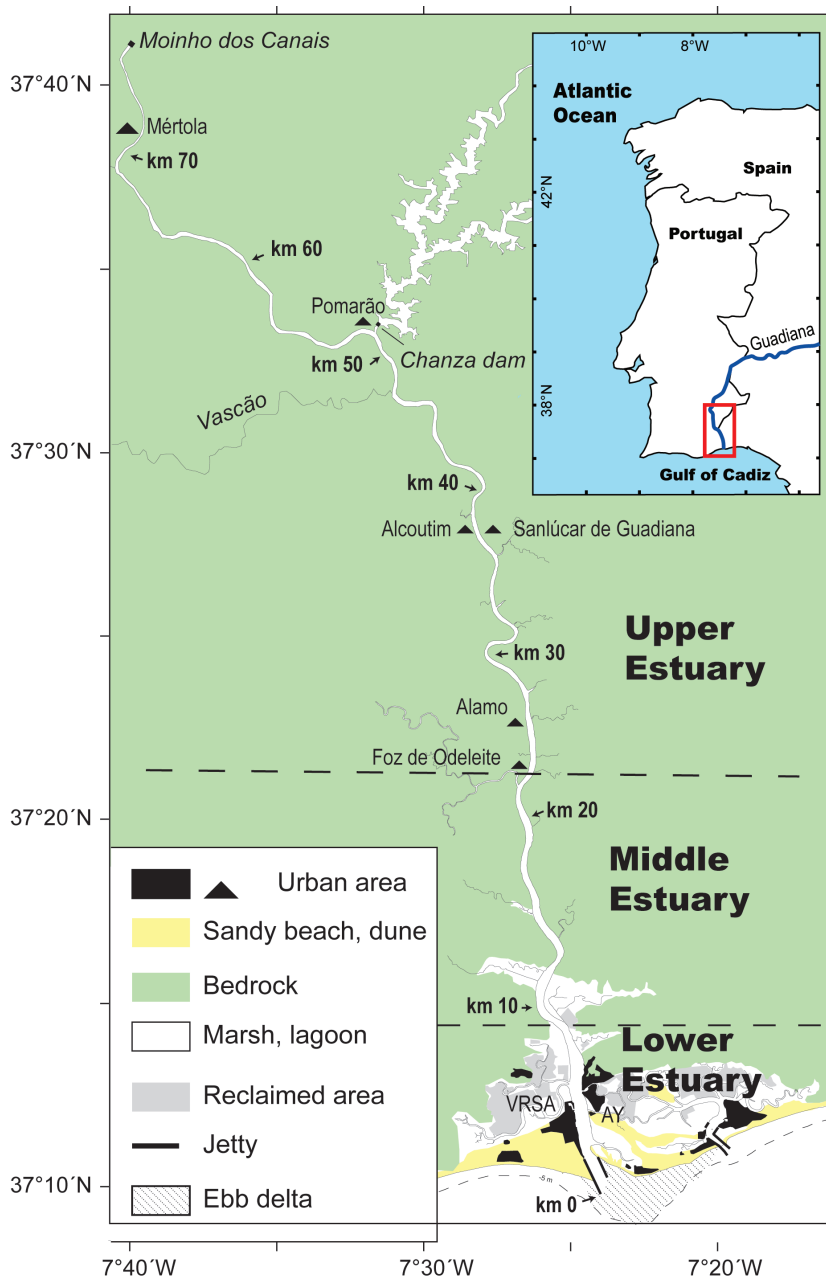 Moinho dos Canais
10°W
8°W
37°40´N
Atlantic
Ocean
Mértola
km 70
Spain
42°N
Portugal
km 60
Pomarão
Guadiana
km 50
Chanza dam
38°N
Vascão
37°30´N
Gulf of Cadiz
km 40
Alcoutim
Sanlúcar de Guadiana
Upper
Estuary
km 30
Alamo
Foz de Odeleite
37°20´N
km 20
Middle
Estuary
Urban area
Sandy beach, dune
Bedrock
Marsh, lagoon
Reclaimed area
Jetty
Ebb delta
km 10
Lower
Estuary
VRSA
AY
-5 m
37°10´N
km 0
7°40´W
7°30´W
7°20´W